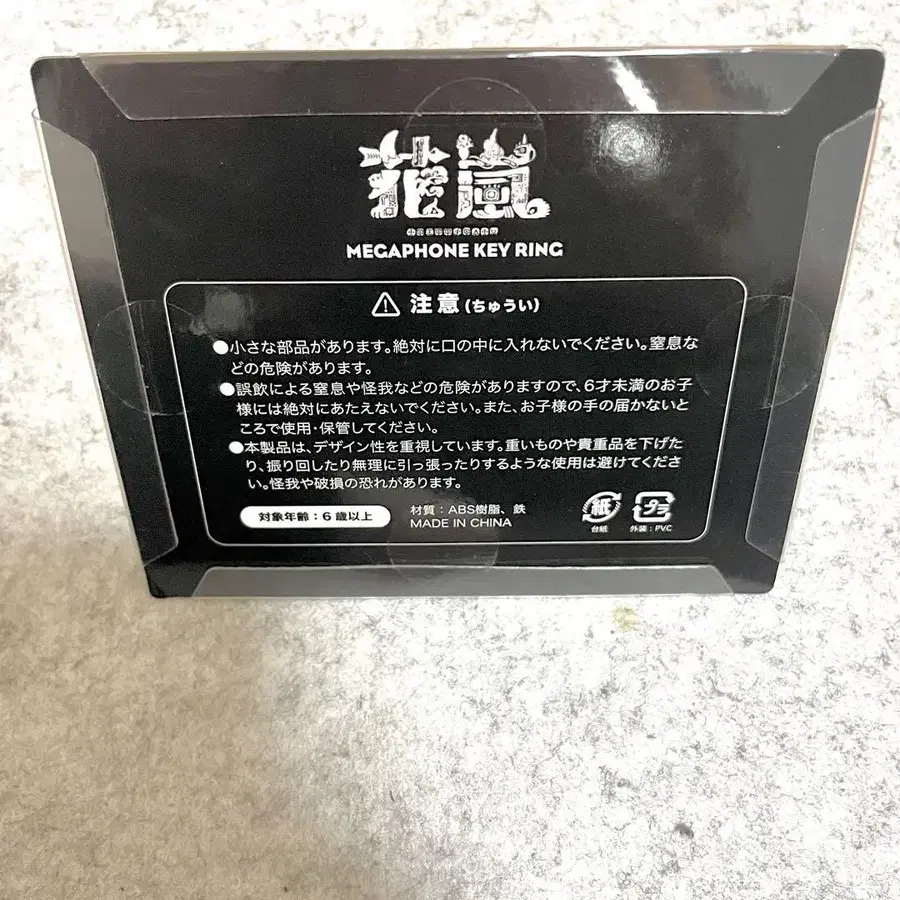 花嵐
MEGAPHONE KEY RING
注意(ちゅうい)
●小さな部品があります。絶対に口の中に入れないでください。窒息な
どの危険があります。
●誤飲による窒息や怪我などの危険がありますので、6才未満のお子
様には絶対にあたえないでください。また、お子様の手の届かないと
ころで使用・保管してください。
●本製品は、デザイン性を重視しています。重いものや貴重品を下げた
り、振り回したり無理に引っ張ったりするような使用は避けてくださ
い。怪我や破損の恐れがあります。
対象年齢:6歳以上
材質:ABS樹脂、鉄
MADE IN CHINA
紙
台紙
プラ
外装:PVC